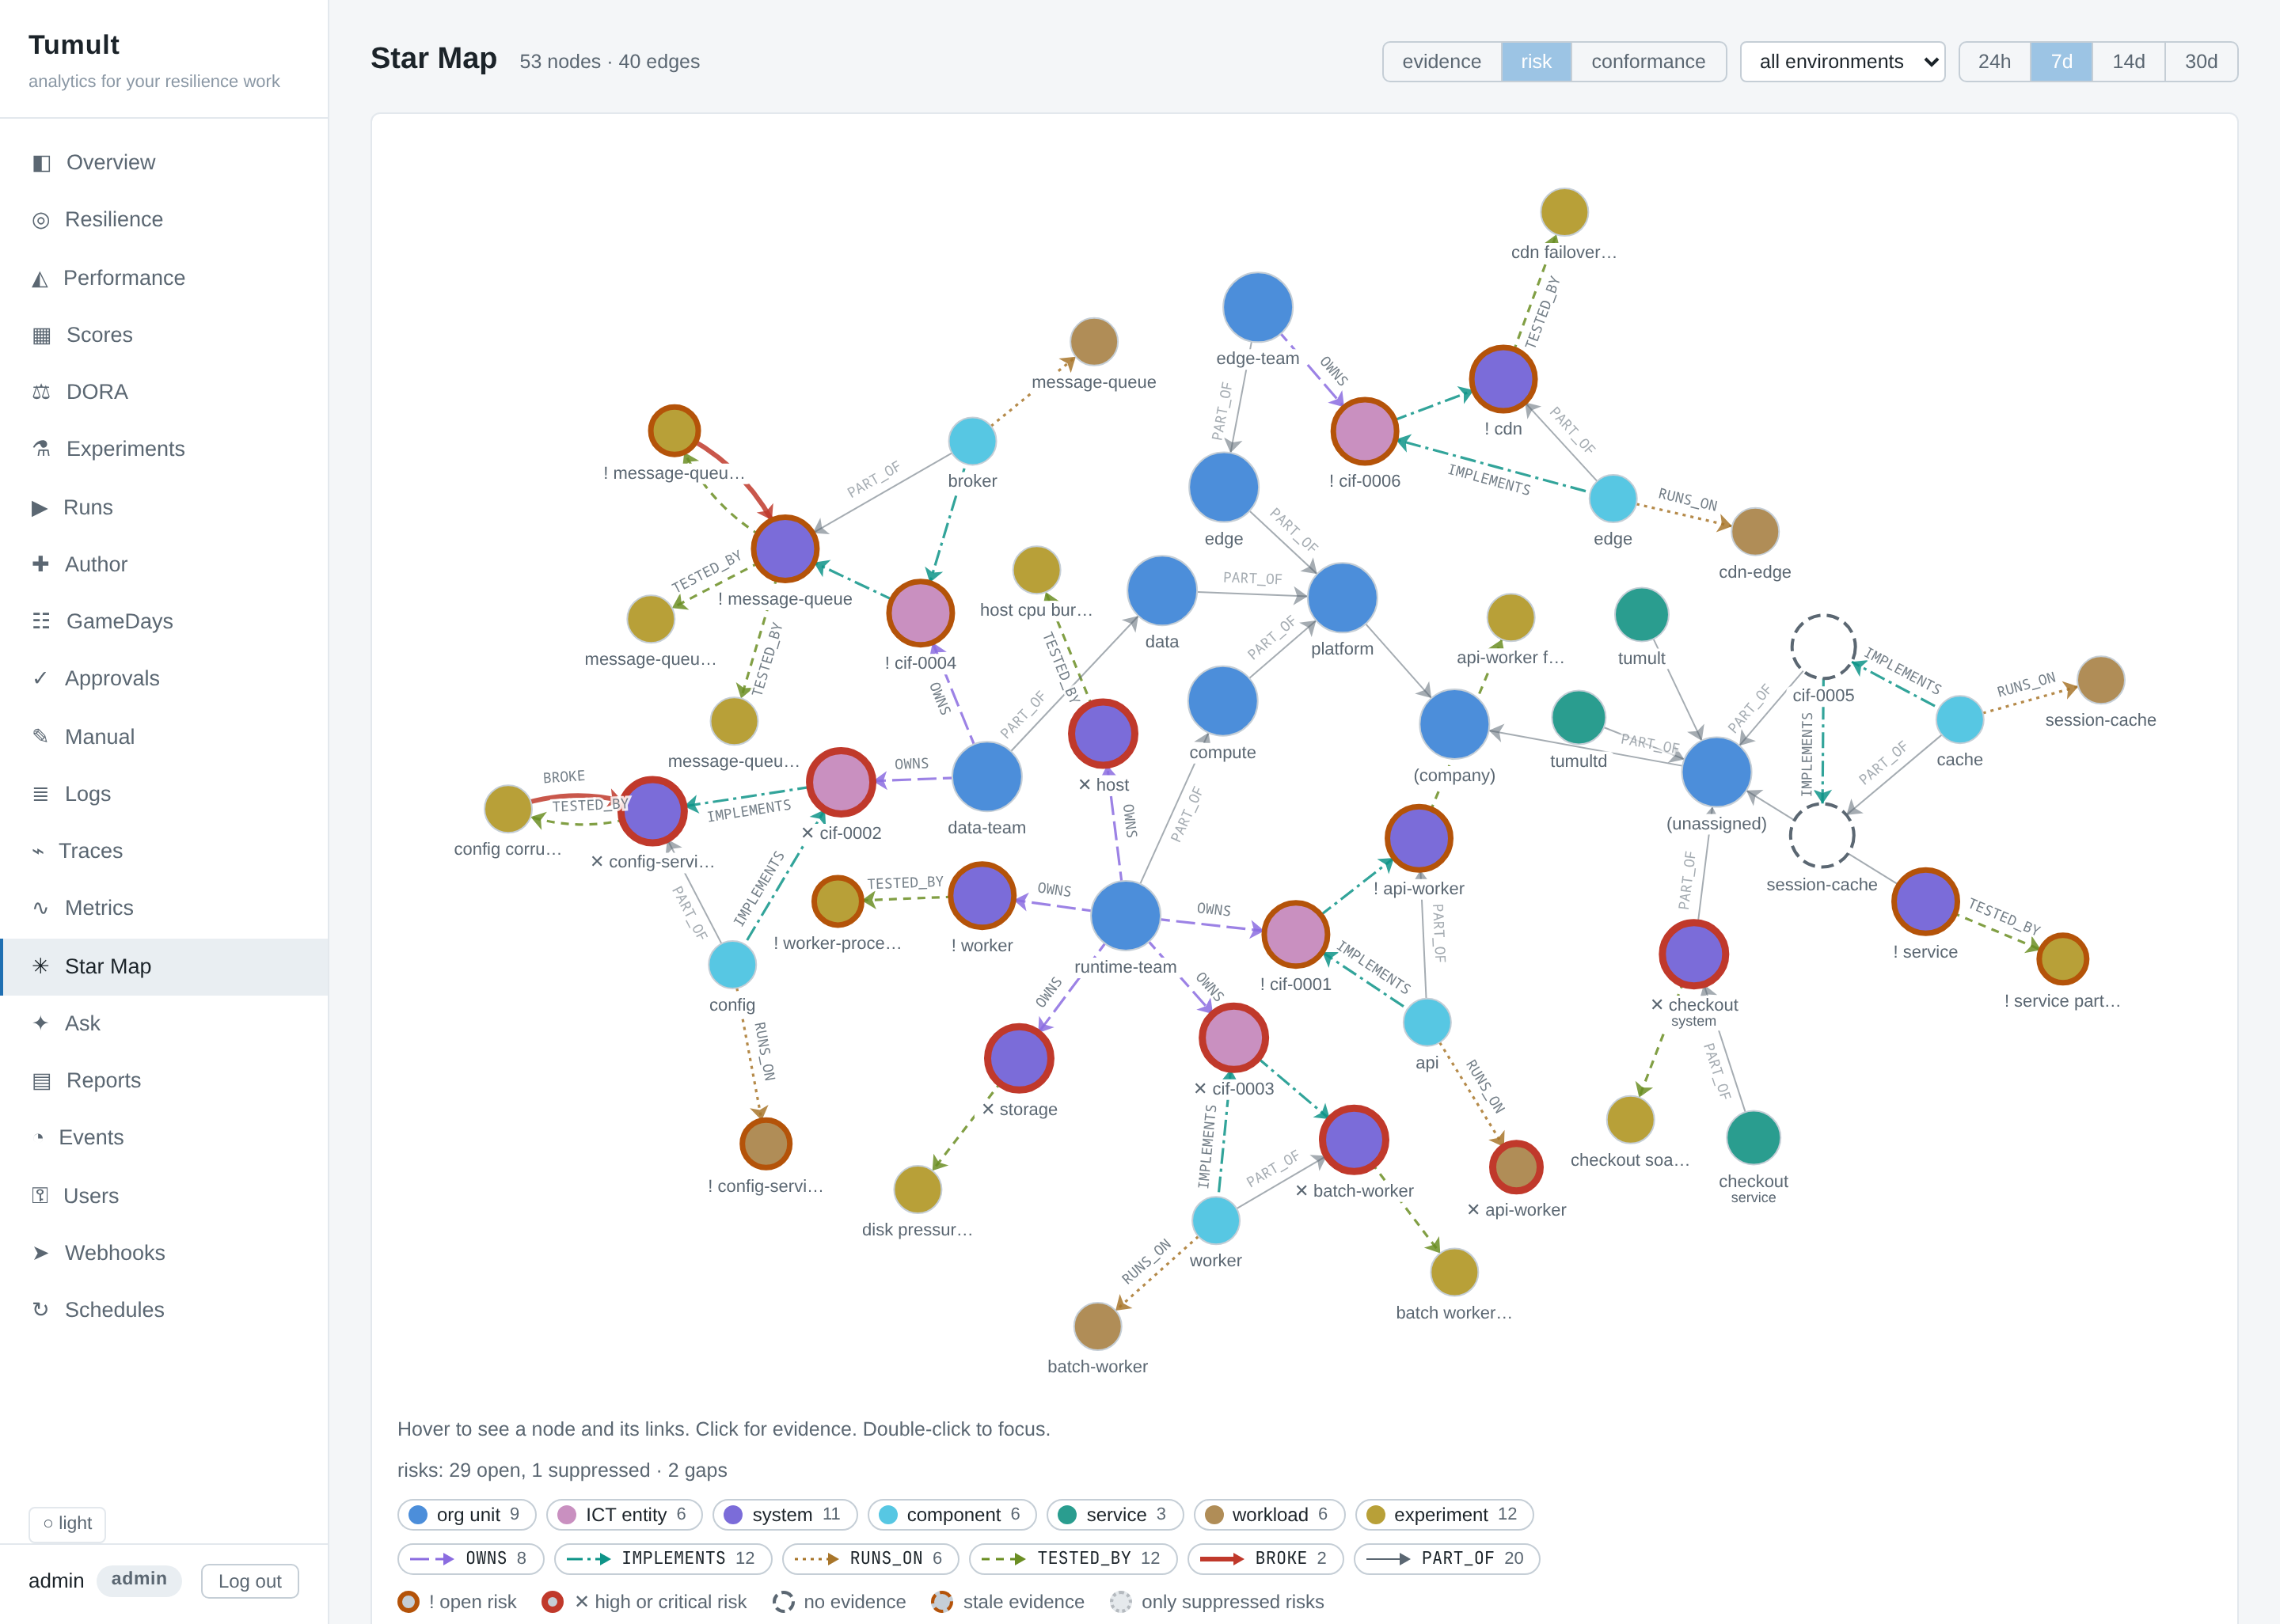 Tumult
analytics for your resilience work
Overview
Resilience
Performance
Scores
DORA
Experiments
Runs
Author
GameDays
Approvals
Manual
Logs
Traces
Metrics
Star Map
Ask
Reports
Events
Users
Webhooks
Schedules
light
admin admin Log out
Star Map 53 nodes · 40 edges
evidence risk conformance all environments 24h 7d 14d 30d
cdn failover…
TESTED_BY
edge-team
OWNS
message-queue
PART_OF
! cdn
PART_OF
! message-queu…
PART_OF
broker
! cif-0006
IMPLEMENTS
RUNS_ON
edge
PART_OF
edge
cdn-edge
TESTED_BY
! message-queue
host cpu bur…
PART_OF
data
PART_OF
platform
api-worker f…
tumult
message-queu…
TESTED_BY
! cif-0004
TESTED_BY
IMPLEMENTS
cif-0005
RUNS_ON
session-cache
OWNS
PART_OF
PART_OF
message-queu…
OWNS
compute
PART_OF
tumultd
(company)
IMPLEMENTS
PART_OF
cache
BROKE
TESTED_BY
× host
IMPLEMENTS
× cif-0002
data-team
OWNS
PART_OF
(unassigned)
config corru…
× config-servi…
IMPLEMENTS
PART_OF
TESTED_BY
OWNS
OWNS
! api-worker
PART_OF
session-cache
TESTED_BY
! worker-proce…
! worker
runtime-team
PART_OF
IMPLEMENTS
! cif-0001
! service
config
OWNS
OWNS
! service part…
× checkout
system
RUNS_ON
api
× storage
× cif-0003
RUNS_ON
PART_OF
IMPLEMENTS
PART_OF
! config-servi…
× batch-worker
× api-worker
checkout soa…
checkout
service
disk pressur…
worker
RUNS_ON
batch worker…
batch-worker
Hover to see a node and its links. Click for evidence. Double-click to focus.
risks: 29 open, 1 suppressed · 2 gaps
org unit 9 ICT entity 6 system 11 component 6 service 3 workload 6 experiment 12
OWNS 8 IMPLEMENTS 12 RUNS_ON 6 TESTED_BY 12 BROKE 2 PART_OF 20
! open risk × high or critical risk no evidence stale evidence only suppressed risks